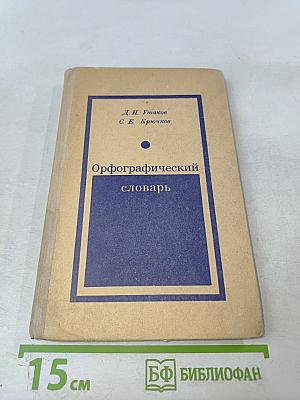 Д. Н. Ушаков
С. Е. Крючков
Орфографический
словарь
15 см
БФ БИБЛИОФАН